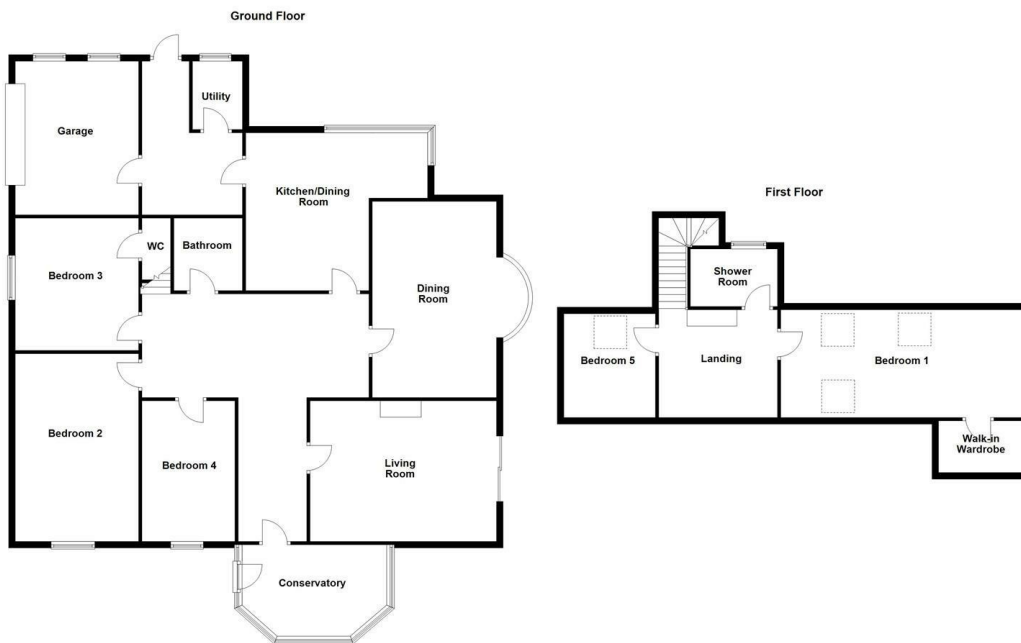 Ground Floor
Utility
Garage
Kitchen/Dining
Room
WC
Bathroom
Bedroom 3
Dining
Room
Bedroom 2
Bedroom 4
Living
Room
Conservatory
First Floor
Shower
Room
Bedroom 5
Landing
Bedroom 1
Walk-in
Wardrobe